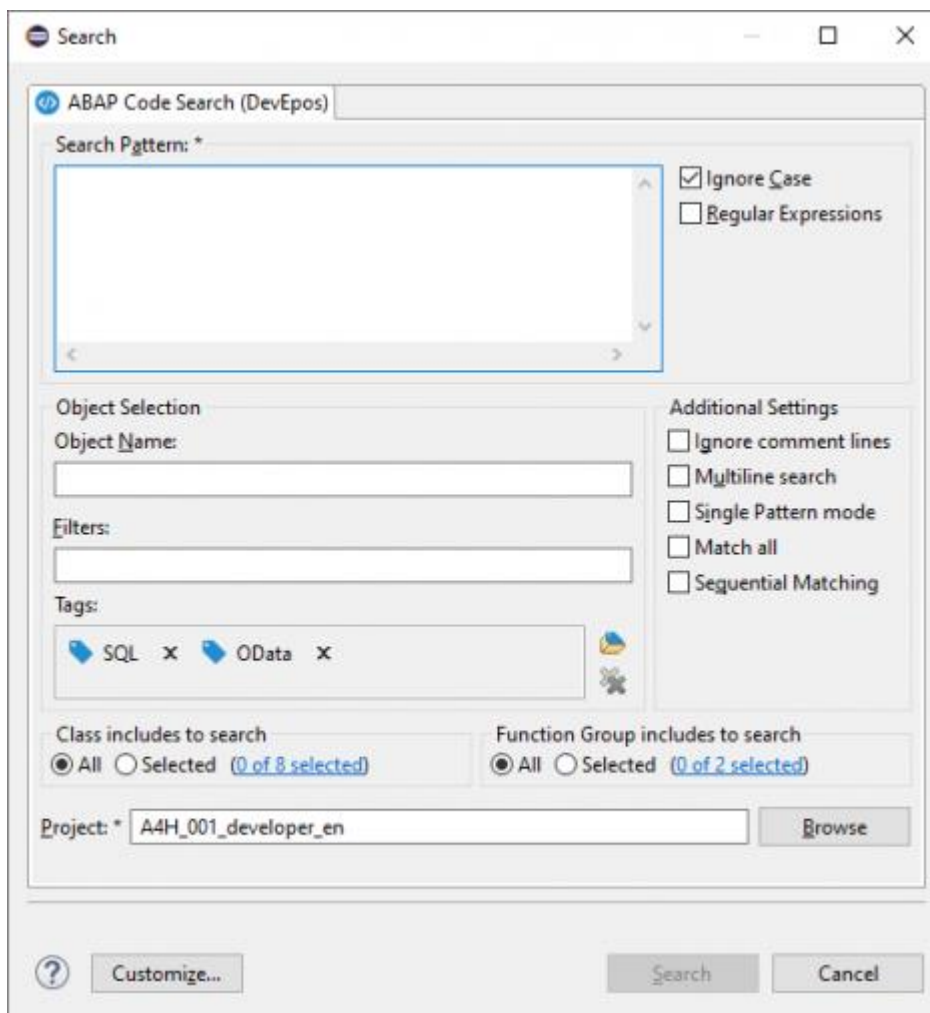 Search
ABAP Code Search (DevEpos)
Search Pattern: *
Ignore Case
Regular Expressions
Object Selection
Object Name:
Filters:
Tags:
SQL x OData x
Additional Settings
Ignore comment lines
Multiline search
Single Pattern mode
Match all
Sequential Matching
Class includes to search
All Selected (0 of 8 selected)
Function Group includes to search
All Selected (0 of 2 selected)
Project: * A4H_001_developer_en Browse
? Customize... Search Cancel